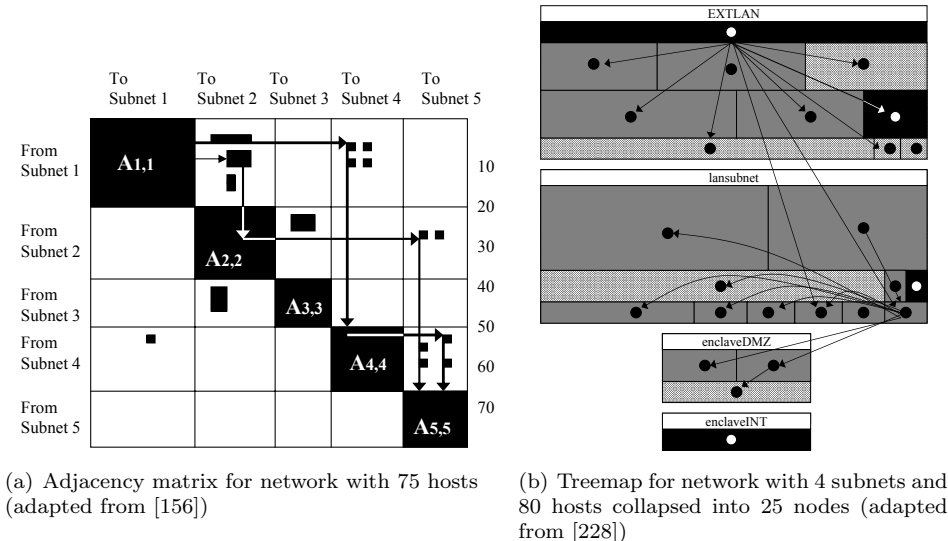 To
Subnet 1
To
Subnet 2
To
Subnet 3
To
Subnet 4
To
Subnet 5
From
Subnet 1
From
Subnet 2
From
Subnet 3
From
Subnet 4
From
Subnet 5
A1,1
A2,2
A3,3
A4,4
A5,5
10
20
30
40
50
60
70
(a) Adjacency matrix for network with 75 hosts
(adapted from [156])
EXTLAN
lansubnet
enclaveDMZ
enclaveINT
(b) Treemap for network with 4 subnets and
80 hosts collapsed into 25 nodes (adapted
from [228])